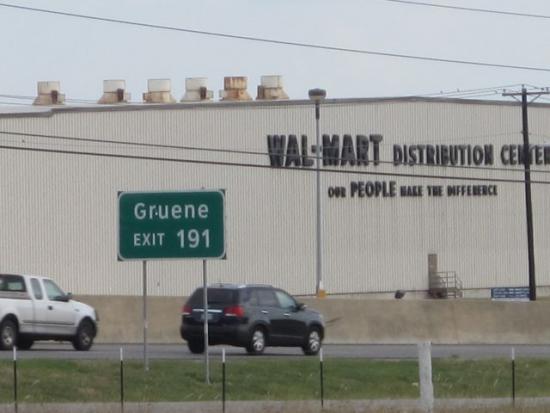 WAL-MART DISTRIBUTION CENTER
OUR PEOPLE MAKE THE DIFFERENCE
Gruene
EXIT 191